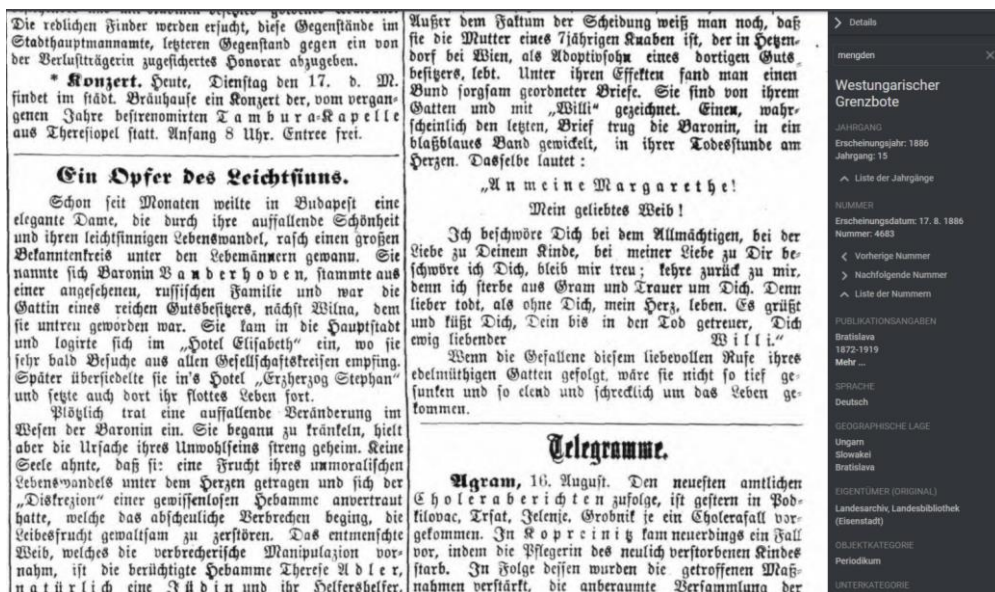 Die redlichen Finder werden ersucht, diese Gegenstände im
Stadthauptmannamte, letzteren Gegenstand gegen ein von
der Verlustträgerin zugesichertes Honorar abzugeben.
* Konzert. Heute, Dienstag den 17. d. M.
findet im städt. Bräuhause ein Konzert der, vom vergan-
genen Jahre bestrenomirten Tambura-Kapelle
aus Theresiopel statt. Anfang 8 Uhr. Entree frei.
Ein Opfer des Leichtsinns.
Schon seit Monaten weilte in Budapest eine
elegante Dame, die durch ihre auffallende Schönheit
und ihren leichtsinnigen Lebenswandel, rasch einen großen
Bekanntenkreis unter den Lebemännern gewann. Sie
nannte sich Baronin Vanderhoven, stammte aus
einer angesehenen, russischen Familie und war die
Gattin eines reichen Gutsbesitzers, nächst Wilna, dem
sie untreu geworden war. Sie kam in die Hauptstadt
und logirte sich im „Hotel Elisabeth“ ein, wo sie
sehr bald Besuche aus allen Gesellschaftskreisen empfing.
Später übersiedelte sie in's Hotel „Erzherzog Stephan“
und setzte auch dort ihr flottes Leben fort.
Plötzlich trat eine auffallende Veränderung im
Wesen der Baronin ein. Sie begann zu kränkeln, hielt
aber die Ursache ihres Unwohlseins streng geheim. Keine
Seele ahnte, daß si: eine Frucht ihres unmoralischen
Lebenswandels unter dem Herzen getragen und sich der
„Diskrezion“ einer gewissenlosen Hebamme anvertraut
hatte, welche das abscheuliche Verbrechen beging, die
Leibesfrucht gewaltsam zu zerstören. Das entmenschte
Weib, welches die verbrecherische Manipulazion vor-
nahm, ist die berüchtigte Hebamme Therese Adler,
natürlich eine Jüdin und ihr Helfershelfer,
Außer dem Faktum der Scheidung weiß man noch, daß
sie die Mutter eines 7jährigen Knaben ist, der in Hetzen-
dorf bei Wien, als Adoptivsohn eines dortigen Guts-
besitzers, lebt. Unter ihren Effekten fand man einen
Bund sorgsam geordneter Briefe. Sie sind von ihrem
Gatten und mit „Willi“ gezeichnet. Einen, wahr-
scheinlich den letzten, Brief trug die Baronin, in ein
blaßblaues Band gewickelt, in ihrer Todesstunde am
Herzen. Dasselbe lautet:
„An meine Margarethe!
Mein geliebtes Weib!
Ich beschwöre Dich bei dem Allmächtigen, bei der
Liebe zu Deinem Kinde, bei meiner Liebe zu Dir be-
schwöre ich Dich, bleib mir treu; kehre zurück zu mir,
denn ich sterbe aus Gram und Trauer um Dich. Denn
lieber todt, als ohne Dich, mein Herz, leben. Es grüßt
und küßt Dich, Dein bis in den Tod getreuer, Dich
ewig liebender Willi.“
Wenn die Gefallene diesem liebevollen Rufe ihres
edelmüthigen Gatten gefolgt, wäre sie nicht so tief ge-
sunken und so elend und schrecklich um das Leben ge-
kommen.
Telegramme.
Agram, 16. August. Den neuesten amtlichen
Choleraberichten zufolge, ist gestern in Pod-
kilovac, Trsat, Jelenje, Grobnik je ein Cholerafall vor-
gekommen. In Kopreinitz kam neuerdings ein Fall
vor, indem die Pflegerin des neulich verstorbenen Kindes
starb. In Folge dessen wurden die getroffenen Maß-
nahmen verstärkt, die anberaumte Versammlung der
Details
mengden
Westungarischer
Grenzbote
JAHRGANG
Erscheinungsjahr: 1886
Jahrgang: 15
Liste der Jahrgänge
NUMMER
Erscheinungsdatum: 17. 8. 1886
Nummer: 4683
Vorherige Nummer
Nachfolgende Nummer
Liste der Nummern
PUBLIKATIONSANGABEN
Bratislava
1872-1919
Mehr ...
SPRACHE
Deutsch
GEOGRAPHISCHE LAGE
Ungarn
Slowakei
Bratislava
EIGENTÜMER (ORIGINAL)
Landesarchiv, Landesbibliothek
(Eisenstadt)
OBJEKTKATEGORIE
Periodikum
UNTERKATEGORIE